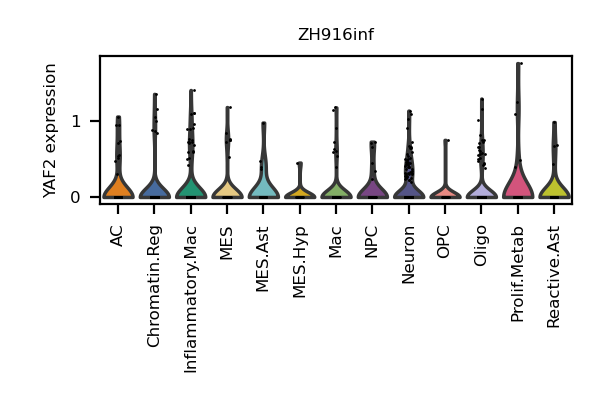 ZH916inf
YAF2 expression
1
0
AC
Chromatin.Reg
Inflammatory.Mac
MES
MES.Ast
MES.Hyp
Mac
NPC
Neuron
OPC
Oligo
Prolif.Metab
Reactive.Ast